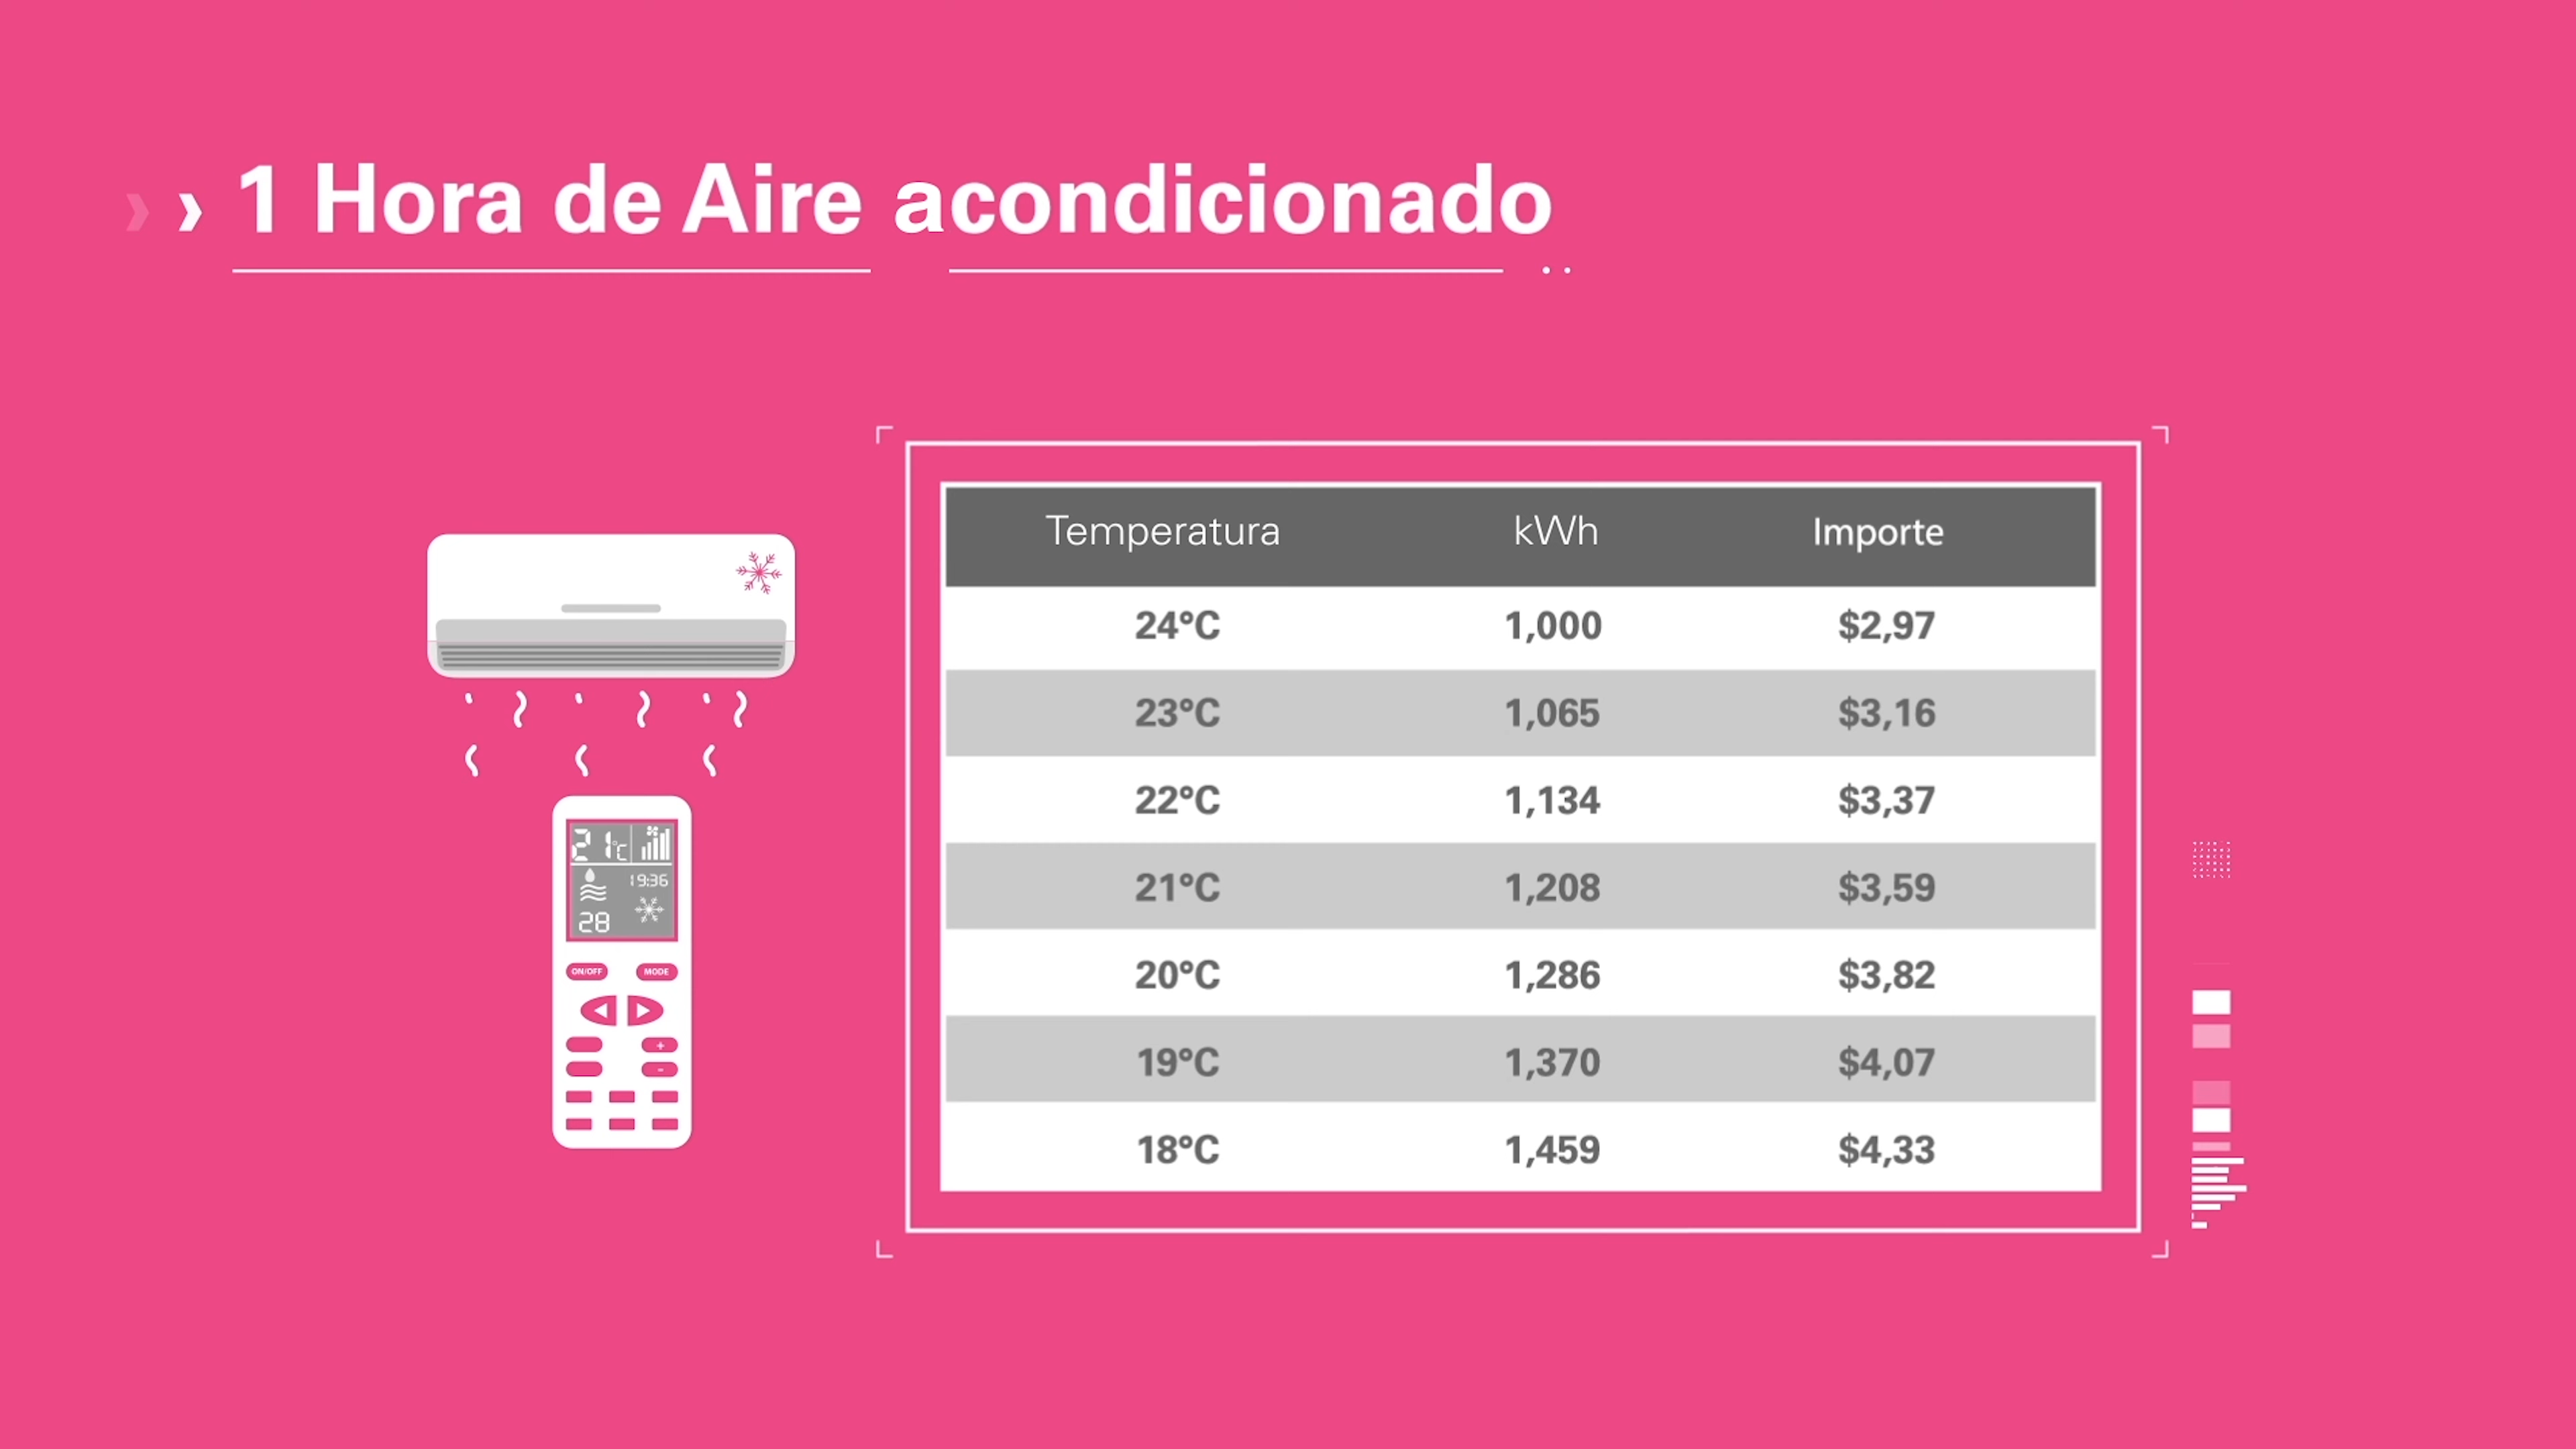 1 Hora de Aire acondicionado
Temperatura kWh Importe
24°C 1,000 $2,97
23°C 1,065 $3,16
22°C 1,134 $3,37
21°C 1,208 $3,59
20°C 1,286 $3,82
19°C 1,370 $4,07
18°C 1,459 $4,33
21°C
19:36
28
ON/OFF MODE
+
-